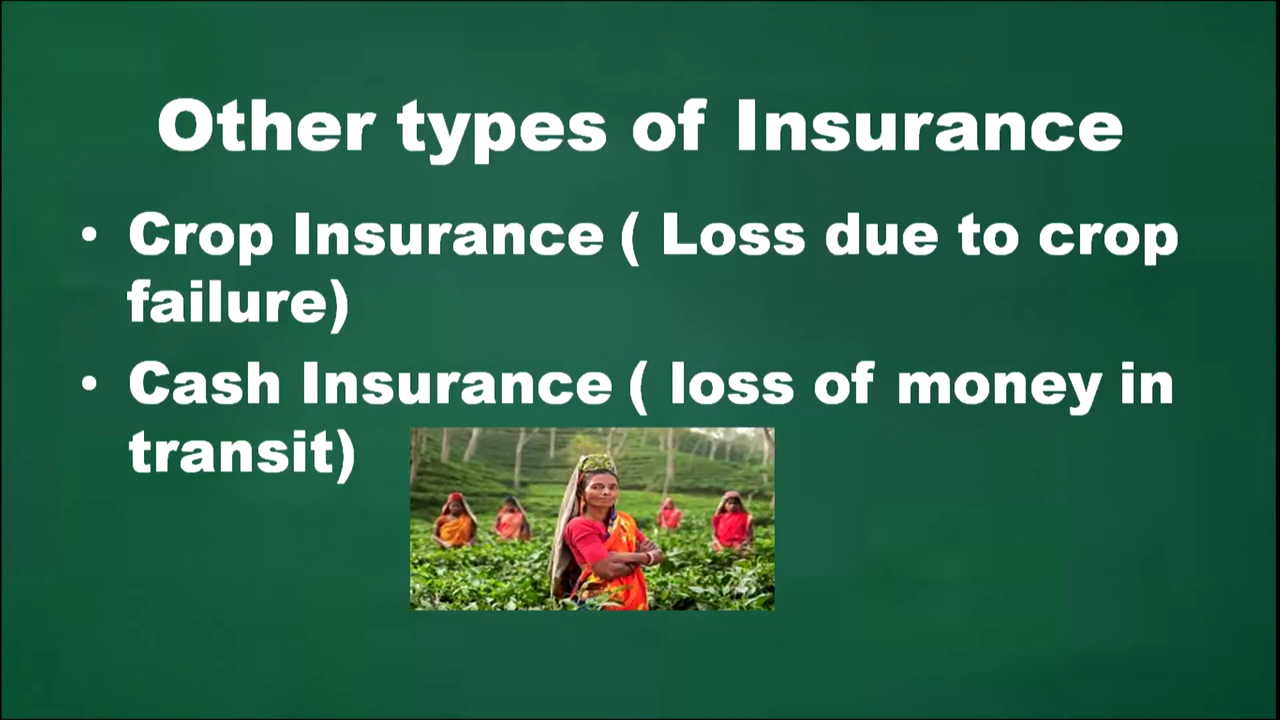 Other types of Insurance
• Crop Insurance ( Loss due to crop
failure)
• Cash Insurance ( loss of money in
transit)